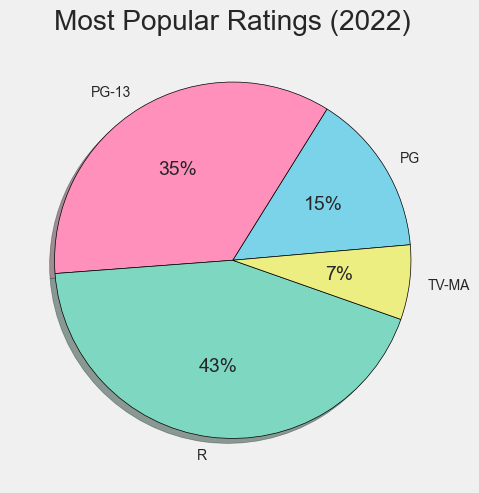 Most Popular Ratings (2022)
PG-13
35%
PG
15%
7%
TV-MA
43%
R